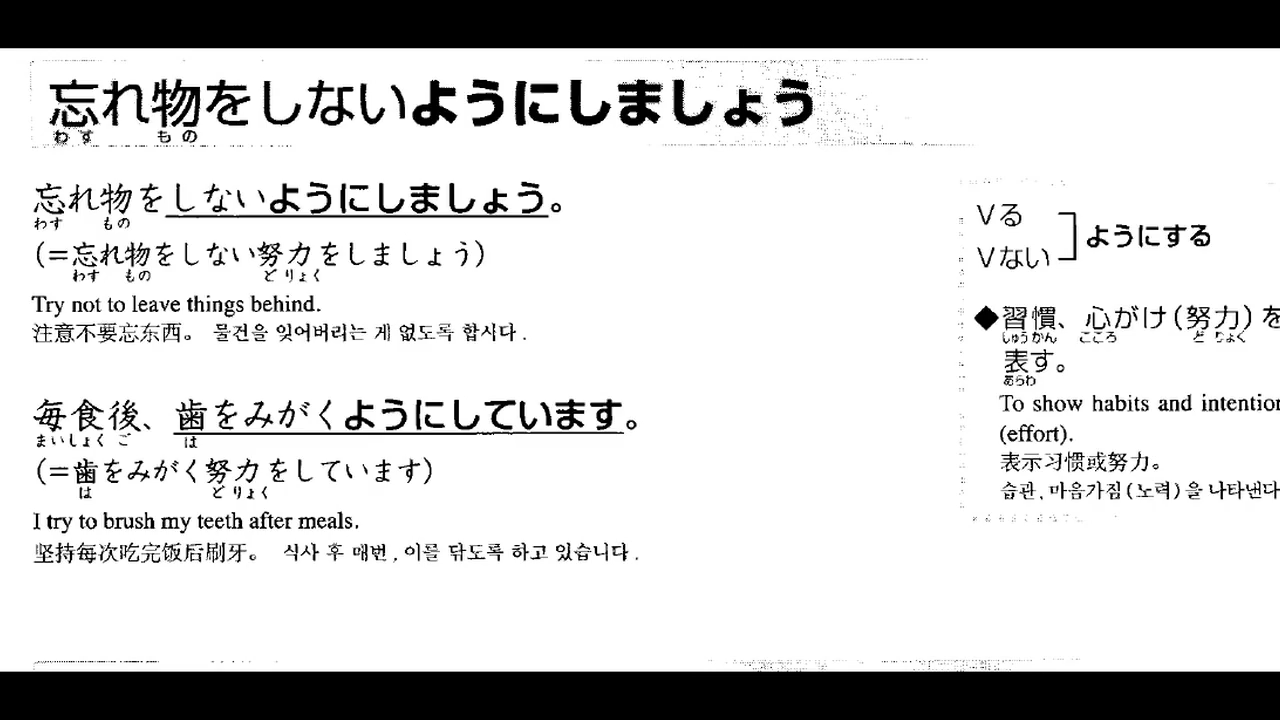 忘れ物をしないようにしましょう
わす もの
忘れ物をしないようにしましょう。
わす もの
(=忘れ物をしない努力をしましょう)
わす もの どりょく
Try not to leave things behind.
注意不要忘东西。 물건을 잊어버리는 게 없도록 합시다.
毎食後、歯をみがくようにしています。
まいしょくご は
(=歯をみがく努力をしています)
は どりょく
I try to brush my teeth after meals.
坚持每次吃完饭后刷牙。 식사 후 매번, 이를 닦도록 하고 있습니다.
Vる
Vない
ようにする
◆習慣、心がけ(努力)を
しゅうかん こころ どりょく
表す。
あらわ
To show habits and intention
(effort).
表示习惯或努力。
습관, 마음가짐(노력)을 나타낸다